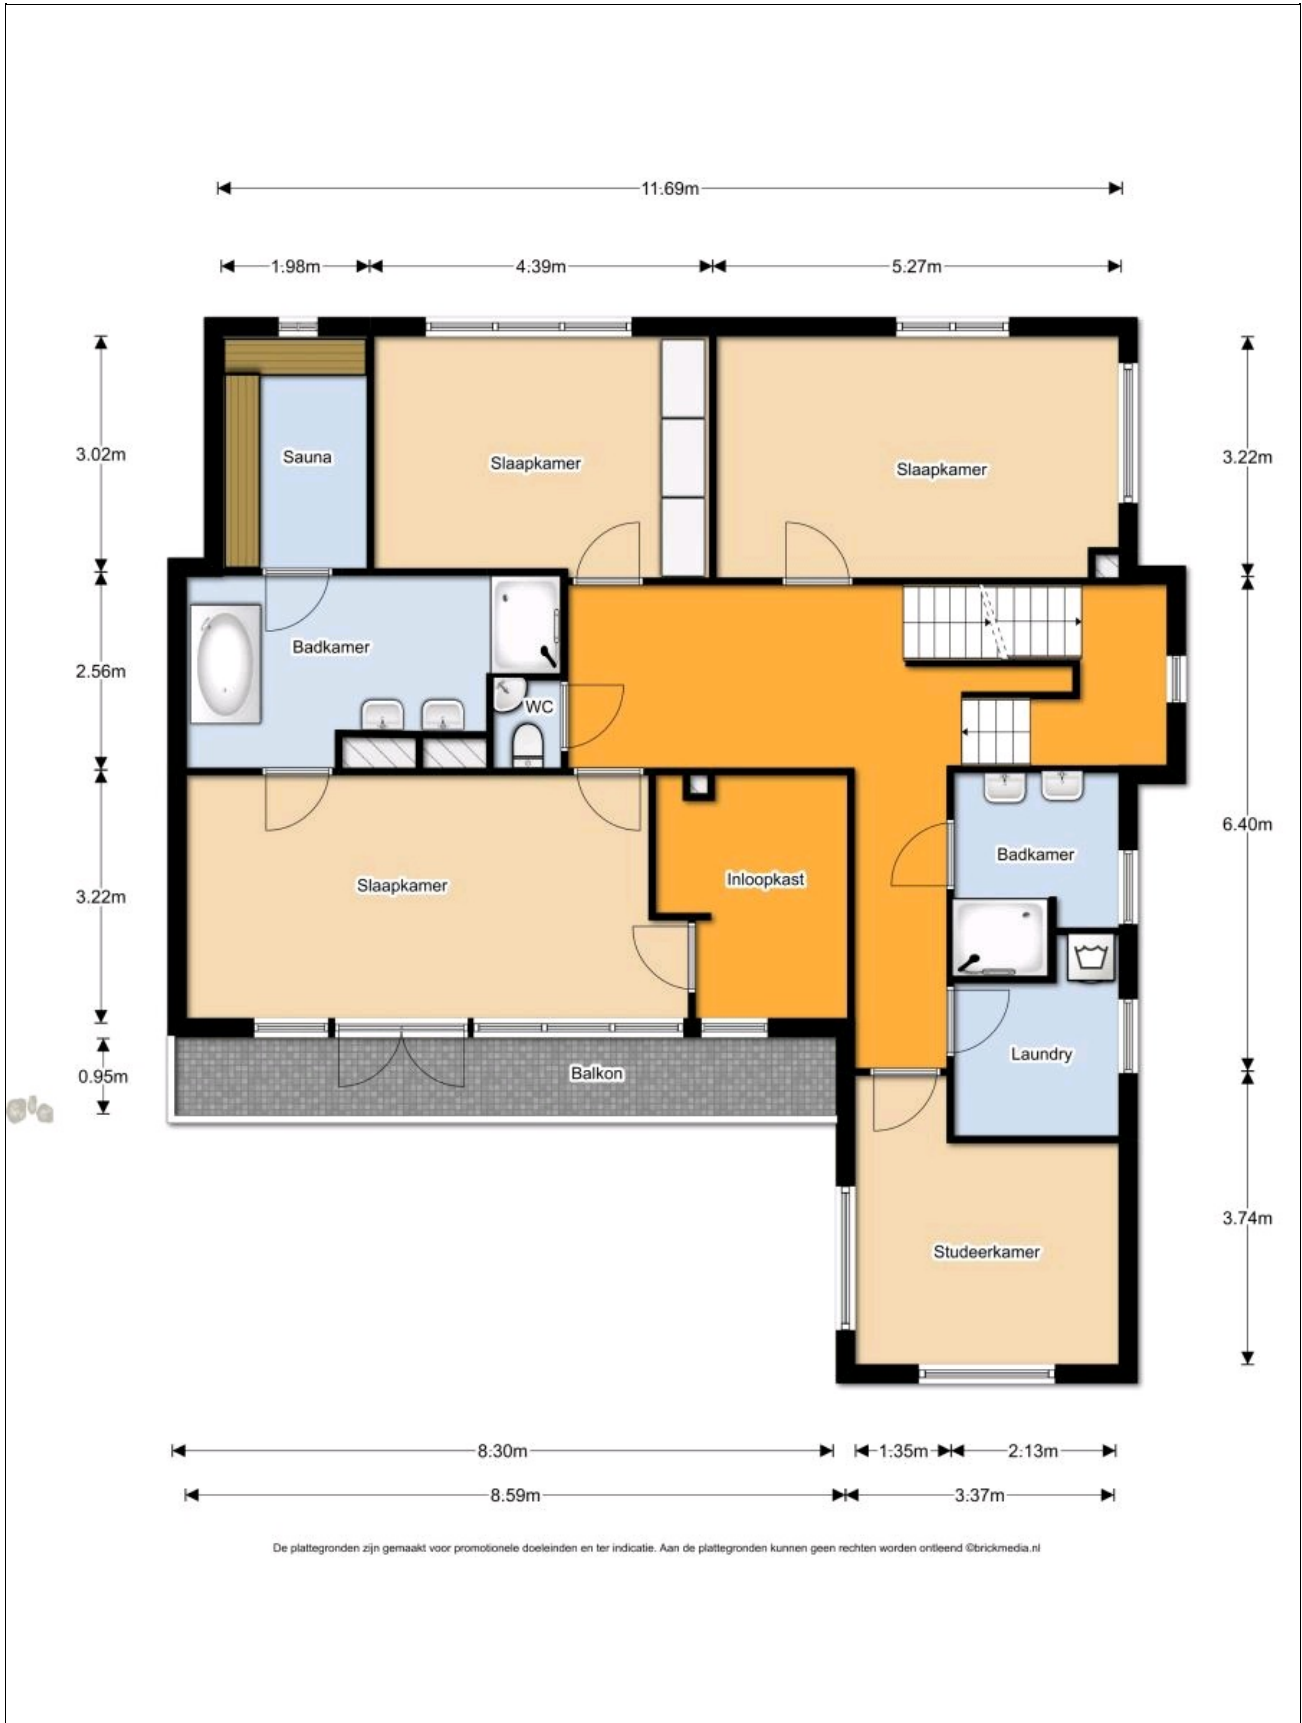 11.69m
1.98m
4.39m
5.27m
3.02m
Sauna
Slaapkamer
Slaapkamer
3.22m
2.56m
Badkamer
WC
3.22m
Slaapkamer
Inloopkast
Badkamer
6.40m
0.95m
Balkon
Laundry
Studeerkamer
3.74m
8.30m
1.35m
2.13m
8.59m
3.37m
De plattegronden zijn gemaakt voor promotionele doeleinden en ter indicatie. Aan de plattegronden kunnen geen rechten worden ontleend ©brickmedia.nl